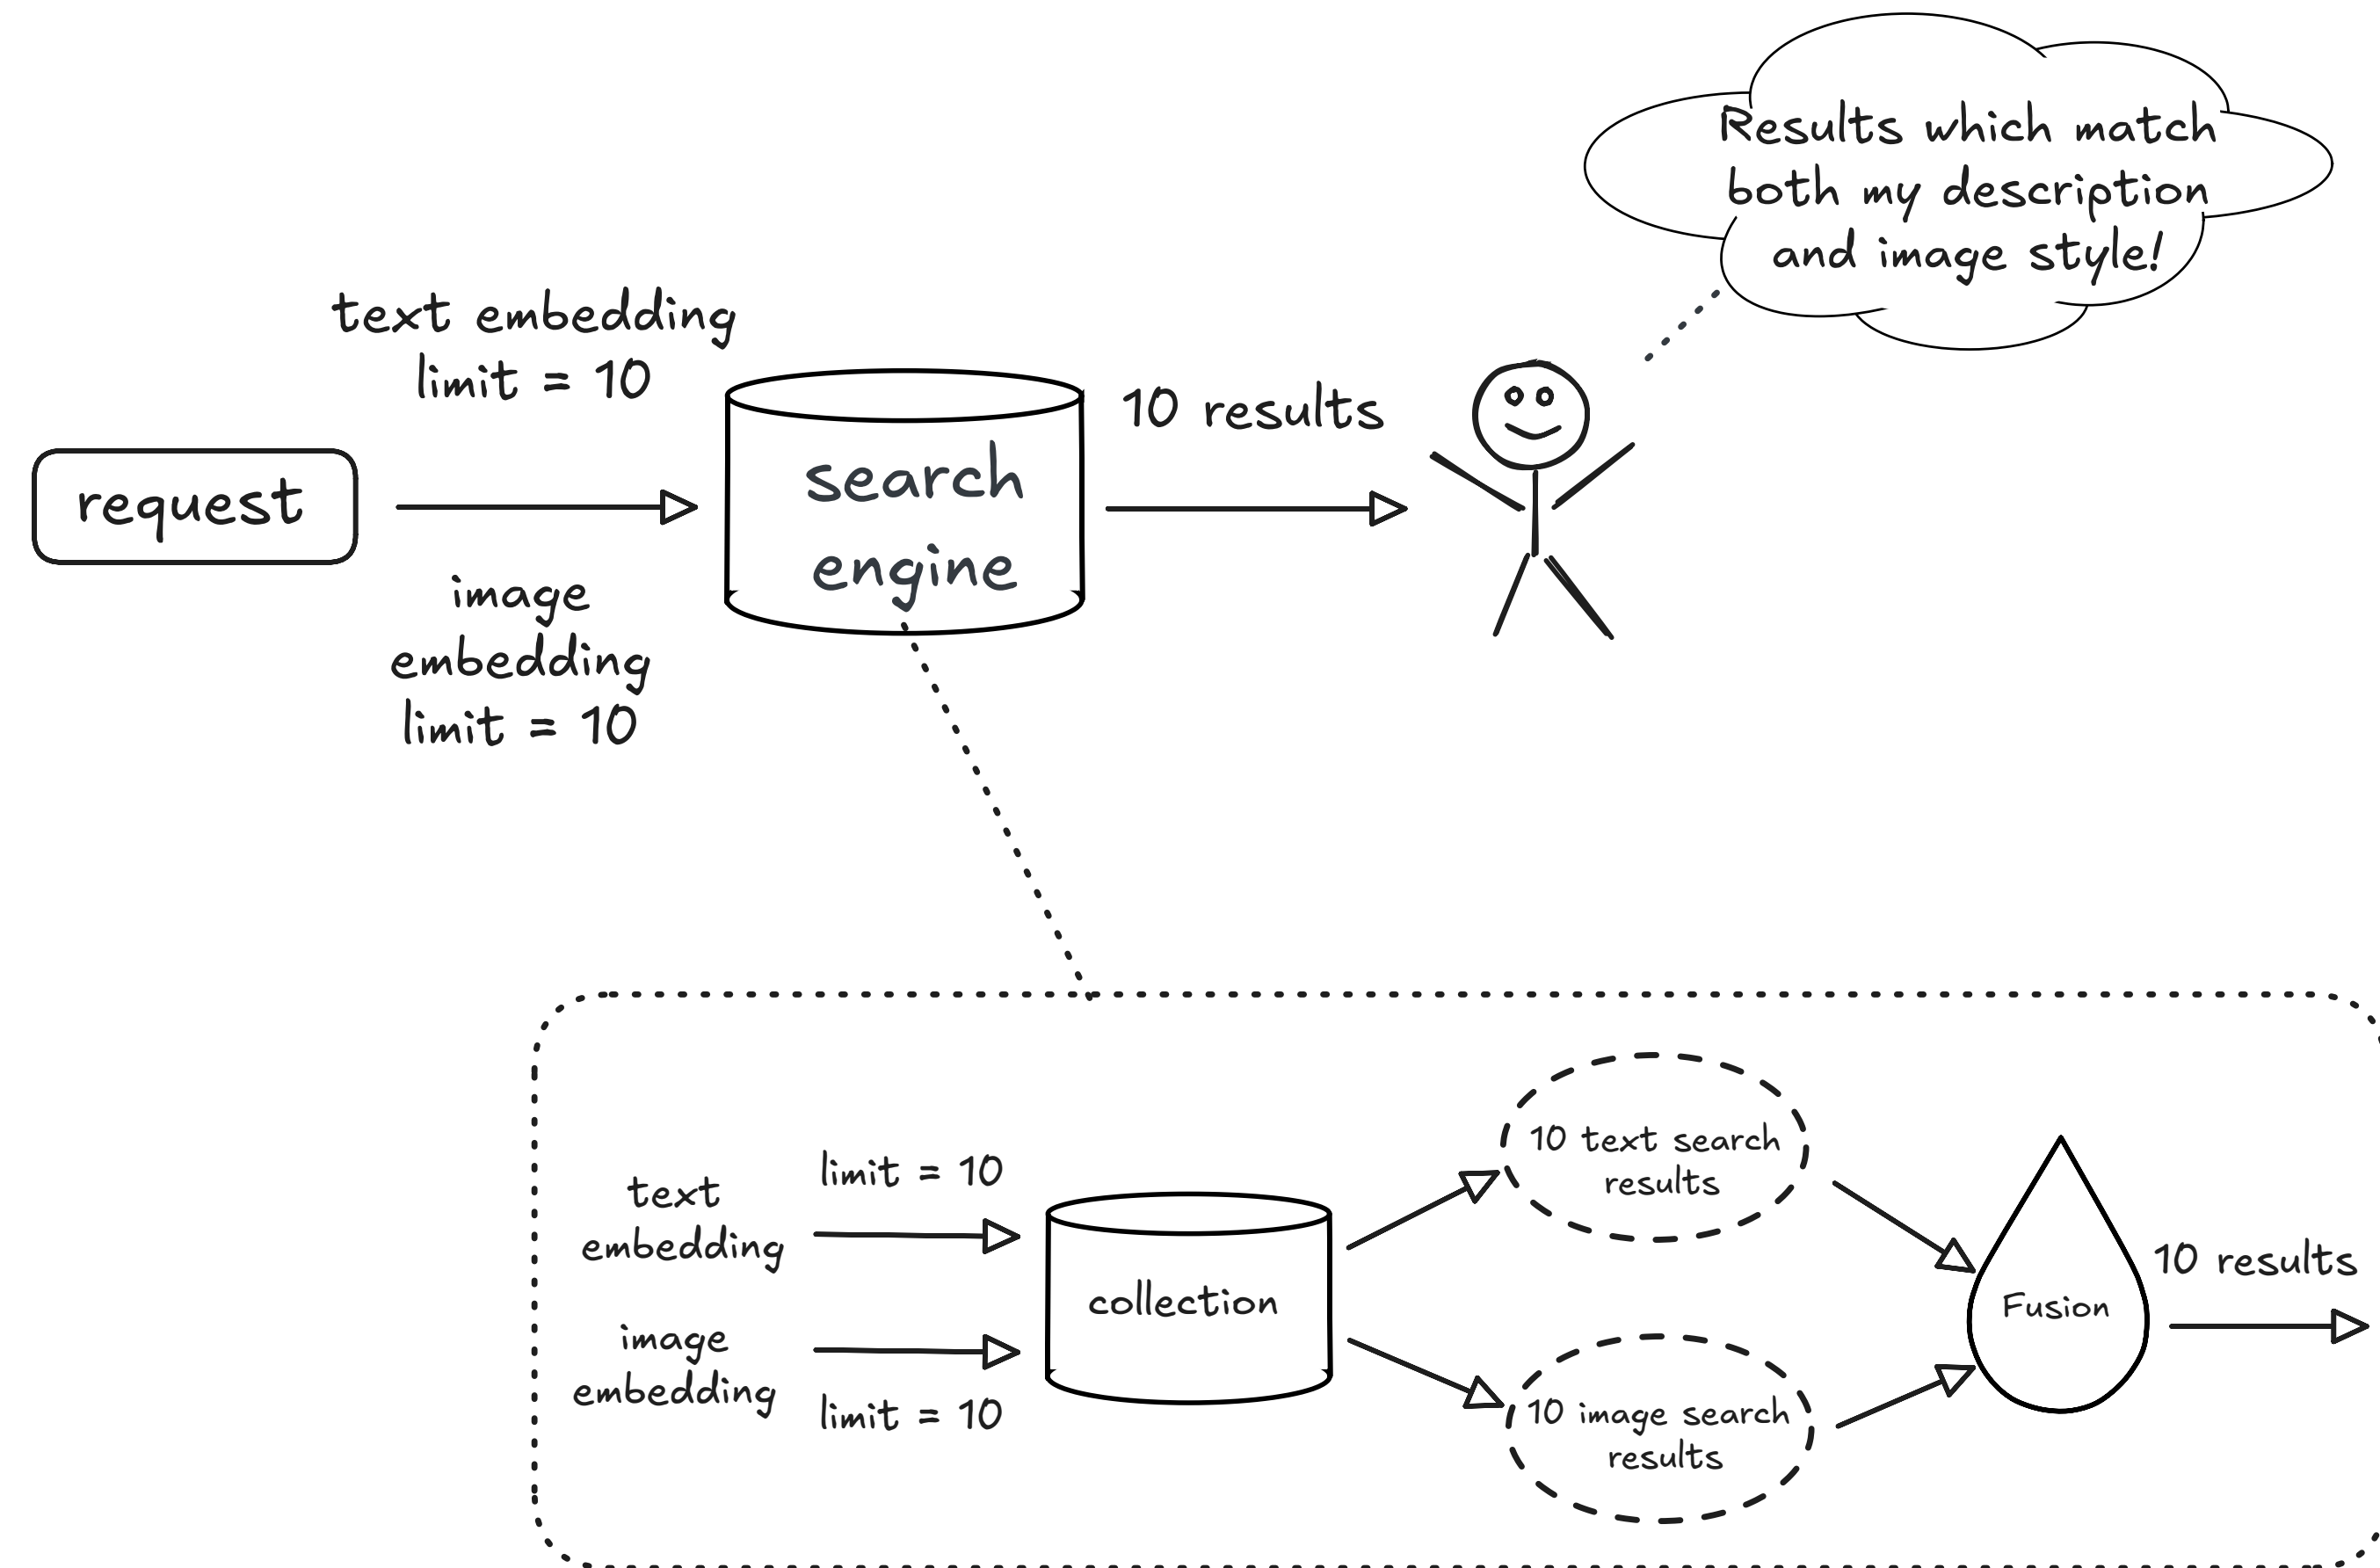 Results which match
both my description
and image style!
text embedding
limit = 10
request
image
embedding
limit = 10
search
engine
10 results
text
embedding
limit = 10
image
embedding
limit = 10
collection
10 text search
results
10 image search
results
Fusion
10 results